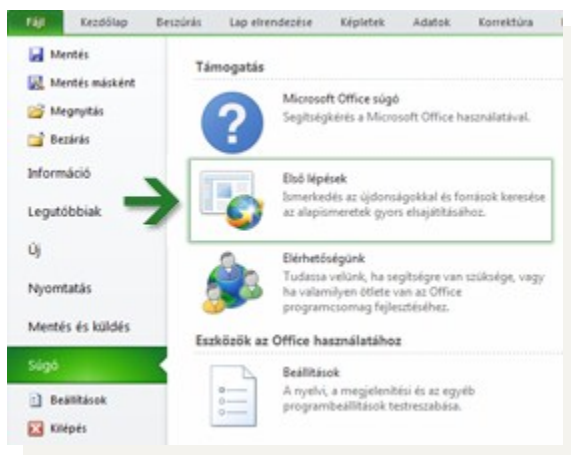 Fájl Kezdőlap Beszúrás Lap elrendezése Képletek Adatok Korrektúra
Mentés
Mentés másként
Megnyitás
Bezárás
Információ
Legutóbbiak
Új
Nyomtatás
Mentés és küldés
Súgó
Beállítások
Kilépés
Támogatás
Microsoft Office súgó
Segítségkérés a Microsoft Office használatával.
Első lépések
Ismerkedés az újdonságokkal és források keresése
az alapismeretek gyors elsajátításához.
Elérhetőségünk
Tudassa velünk, ha segítségre van szüksége, vagy
ha valamilyen ötlete van az Office
programcsomag fejlesztéséhez.
Eszközök az Office használatához
Beállítások
A nyelvi, a megjelenítési és az egyéb
programbeállítások testreszabása.